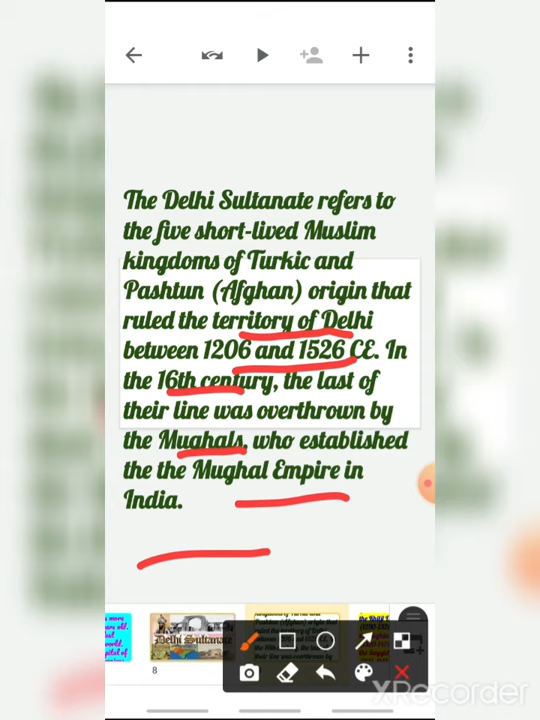 The Delhi Sultanate refers to
the five short-lived Muslim
kingdoms of Turkic and
Pashtun (Afghan) origin that
ruled the territory of Delhi
between 1206 and 1526 CE. In
the 16th century, the last of
their line was overthrown by
the Mughals, who established
the the Mughal Empire in
India.
Delhi Sultanate
8
XRecorder